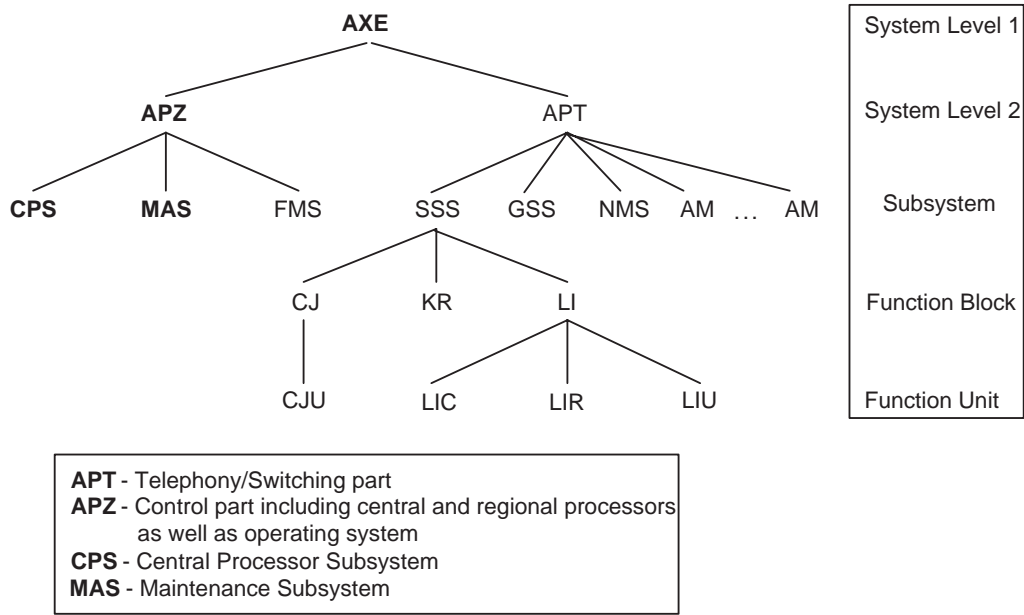 AXE
System Level 1
APZ
APT
System Level 2
CPS MAS FMS SSS GSS NMS AM ... AM
Subsystem
CJ KR LI
Function Block
CJU LIC LIR LIU
Function Unit
APT - Telephony/Switching part
APZ - Control part including central and regional processors
as well as operating system
CPS - Central Processor Subsystem
MAS - Maintenance Subsystem